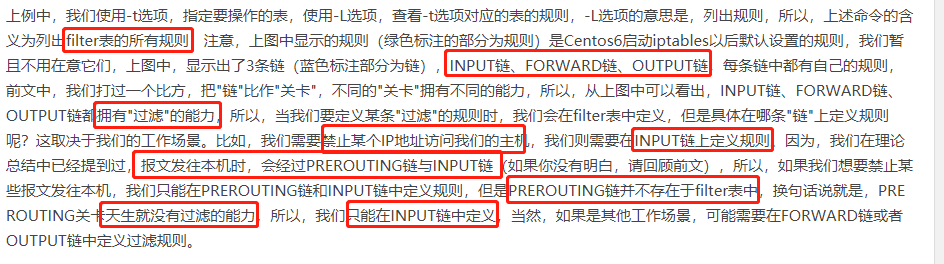 上例中，我们使用-t选项，指定要操作的表，使用-L选项，查看-t选项对应的表的规则，-L选项的意思是，列出规则，所以，上述命令的含
义为列出filter表的所有规则，注意，上图中显示的规则（绿色标注的部分为规则）是Centos6启动iptables以后默认设置的规则，我们暂
且不用在意它们，上图中，显示出了3条链（蓝色标注部分为链），INPUT链、FORWARD链、OUTPUT链，每条链中都有自己的规则，
前文中，我们打过一个比方，把"链"比作"关卡"，不同的"关卡"拥有不同的能力，所以，从上图中可以看出，INPUT链、FORWARD链、
OUTPUT链都拥有"过滤"的能力，所以，当我们要定义某条"过滤"的规则时，我们会在filter表中定义，但是具体在哪条"链"上定义规则
呢？这取决于我们的工作场景。比如，我们需要禁止某个IP地址访问我们的主机，我们则需要在INPUT链上定义规则。因为，我们在理论
总结中已经提到过，报文发往本机时，会经过PREROUTING链与INPUT链（如果你没有明白，请回顾前文），所以，如果我们想要禁止某
些报文发往本机，我们只能在PREROUTING链和INPUT链中定义规则，但是PREROUTING链并不存在于filter表中，换句话说就是，PRE
ROUTING关卡天生就没有过滤的能力，所以，我们只能在INPUT链中定义，当然，如果是其他工作场景，可能需要在FORWARD链或者
OUTPUT链中定义过滤规则。